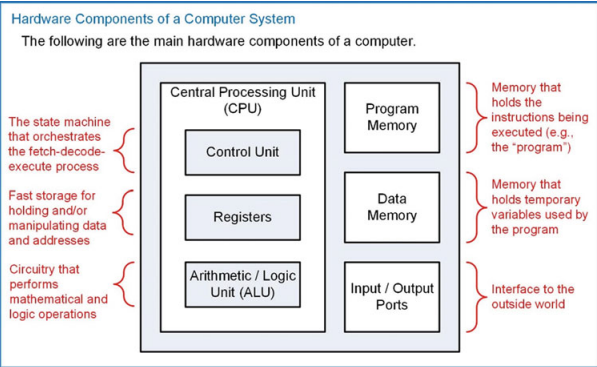 Hardware Components of a Computer System
The following are the main hardware components of a computer.
The state machine
that orchestrates
the fetch-decode-
execute process
Fast storage for
holding and/or
manipulating data
and addresses
Circuitry that
performs
mathematical and
logic operations
Central Processing Unit
(CPU)
Control Unit
Registers
Arithmetic / Logic
Unit (ALU)
Program
Memory
Data
Memory
Input / Output
Ports
Memory that
holds the
instructions being
executed (e.g.,
the “program”)
Memory that
holds temporary
variables used by
the program
Interface to the
outside world